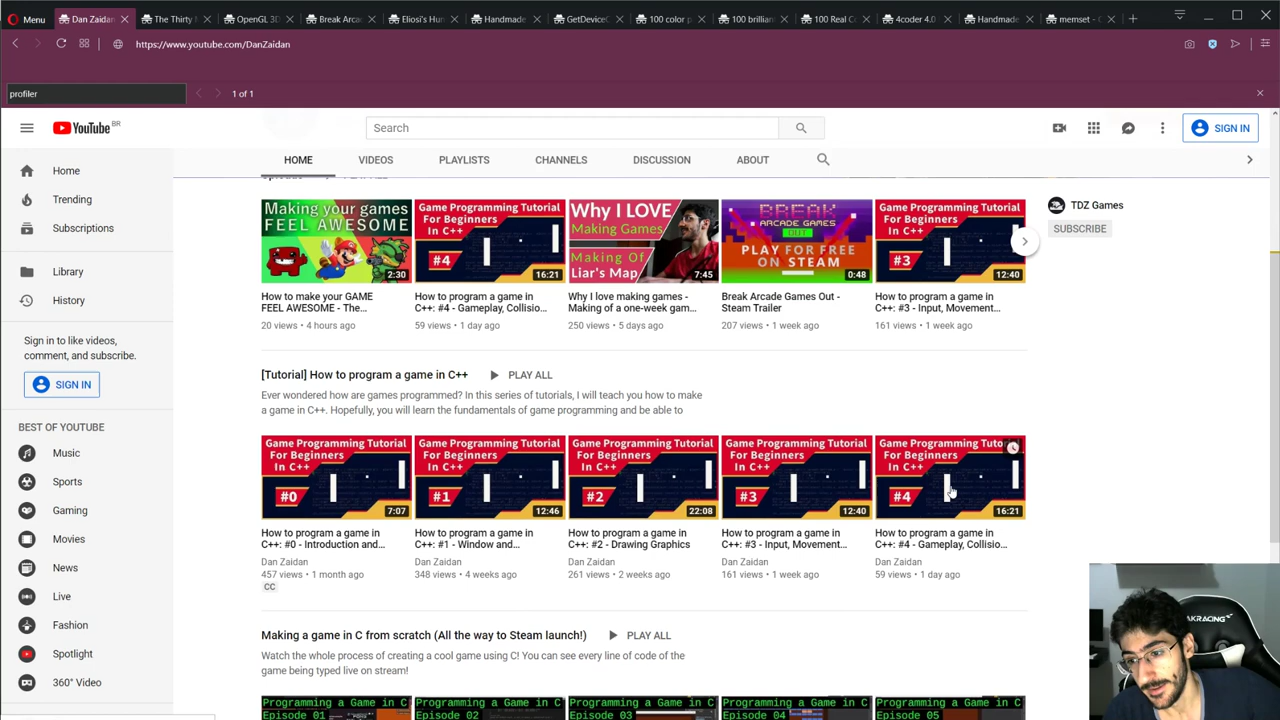 Menu
Dan Zaidan
The Thirty M
OpenGL 3D
Break Arca
Eliosi's Hun
Handmade
GetDeviceC
100 color p
100 brillian
100 Real C
4coder 4.0
Handmade
memset - C
https://www.youtube.com/DanZaidan
profiler
1 of 1
YouTube BR
Search
SIGN IN
HOME
VIDEOS
PLAYLISTS
CHANNELS
DISCUSSION
ABOUT
Home
Trending
Subscriptions
Library
History
Sign in to like videos,
comment, and subscribe.
SIGN IN
BEST OF YOUTUBE
Music
Sports
Gaming
Movies
News
Live
Fashion
Spotlight
360° Video
Making your games
FEEL AWESOME
2:30
How to make your GAME
FEEL AWESOME - The...
20 views • 4 hours ago
Game Programming Tutorial
For Beginners
In C++
#4
16:21
How to program a game in
C++: #4 - Gameplay, Collisio...
59 views • 1 day ago
Why I LOVE
Making Games
Making Of
Liar's Map
7:45
Why I love making games -
Making of a one-week gam...
250 views • 5 days ago
BREAK
ARCADE GAMES
OUT
PLAY FOR FREE
ON STEAM
0:48
Break Arcade Games Out -
Steam Trailer
207 views • 1 week ago
Game Programming Tutorial
For Beginners
In C++
#3
12:40
How to program a game in
C++: #3 - Input, Movement...
161 views • 1 week ago
TDZ Games
SUBSCRIBE
[Tutorial] How to program a game in C++
PLAY ALL
Ever wondered how are games programmed? In this series of tutorials, I will teach you how to make
a game in C++. Hopefully, you will learn the fundamentals of game programming and be able to
Game Programming Tutorial
For Beginners
In C++
#0
7:07
How to program a game in
C++: #0 - Introduction and...
Dan Zaidan
457 views • 1 month ago
CC
Game Programming Tutorial
For Beginners
In C++
#1
12:46
How to program a game in
C++: #1 - Window and...
Dan Zaidan
348 views • 4 weeks ago
Game Programming Tutorial
For Beginners
In C++
#2
22:08
How to program a game in
C++: #2 - Drawing Graphics
Dan Zaidan
261 views • 2 weeks ago
Game Programming Tutorial
For Beginners
In C++
#3
12:40
How to program a game in
C++: #3 - Input, Movement...
Dan Zaidan
161 views • 1 week ago
Game Programming Tuto
For Beginners
In C++
#4
16:21
How to program a game in
C++: #4 - Gameplay, Collisio...
Dan Zaidan
59 views • 1 day ago
Making a game in C from scratch (All the way to Steam launch!)
PLAY ALL
Watch the whole process of creating a cool game using C! You can see every line of code of the
game being typed live on stream!
Programming a Game in C
Episode 01
Programming a Game in C
Episode 02
Programming a Game in C
Episode 03
Programming a Game in C
Episode 04
Programming a Game in C
Episode 05
AKRACING